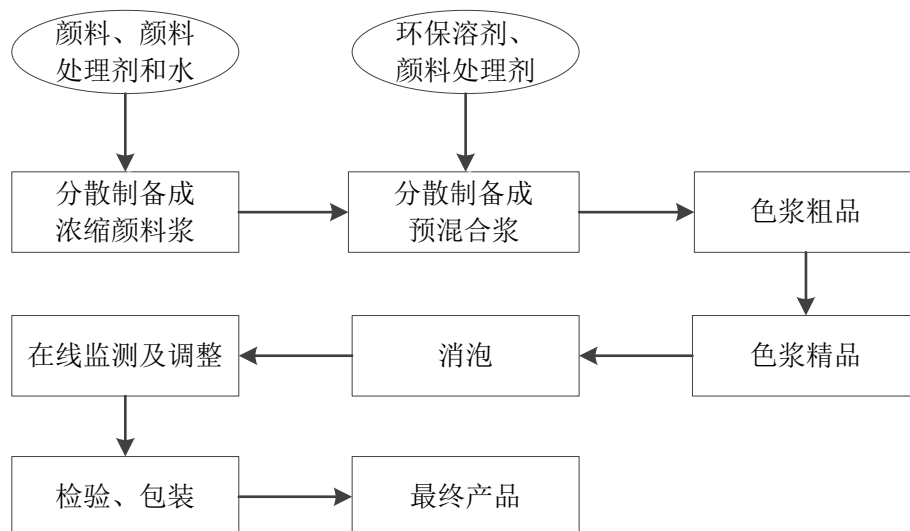 颜料、颜料
处理剂和水
环保溶剂、
颜料处理剂
分散制备成
浓缩颜料浆
分散制备成
预混合浆
色浆粗品
在线监测及调整
消泡
色浆精品
检验、包装
最终产品